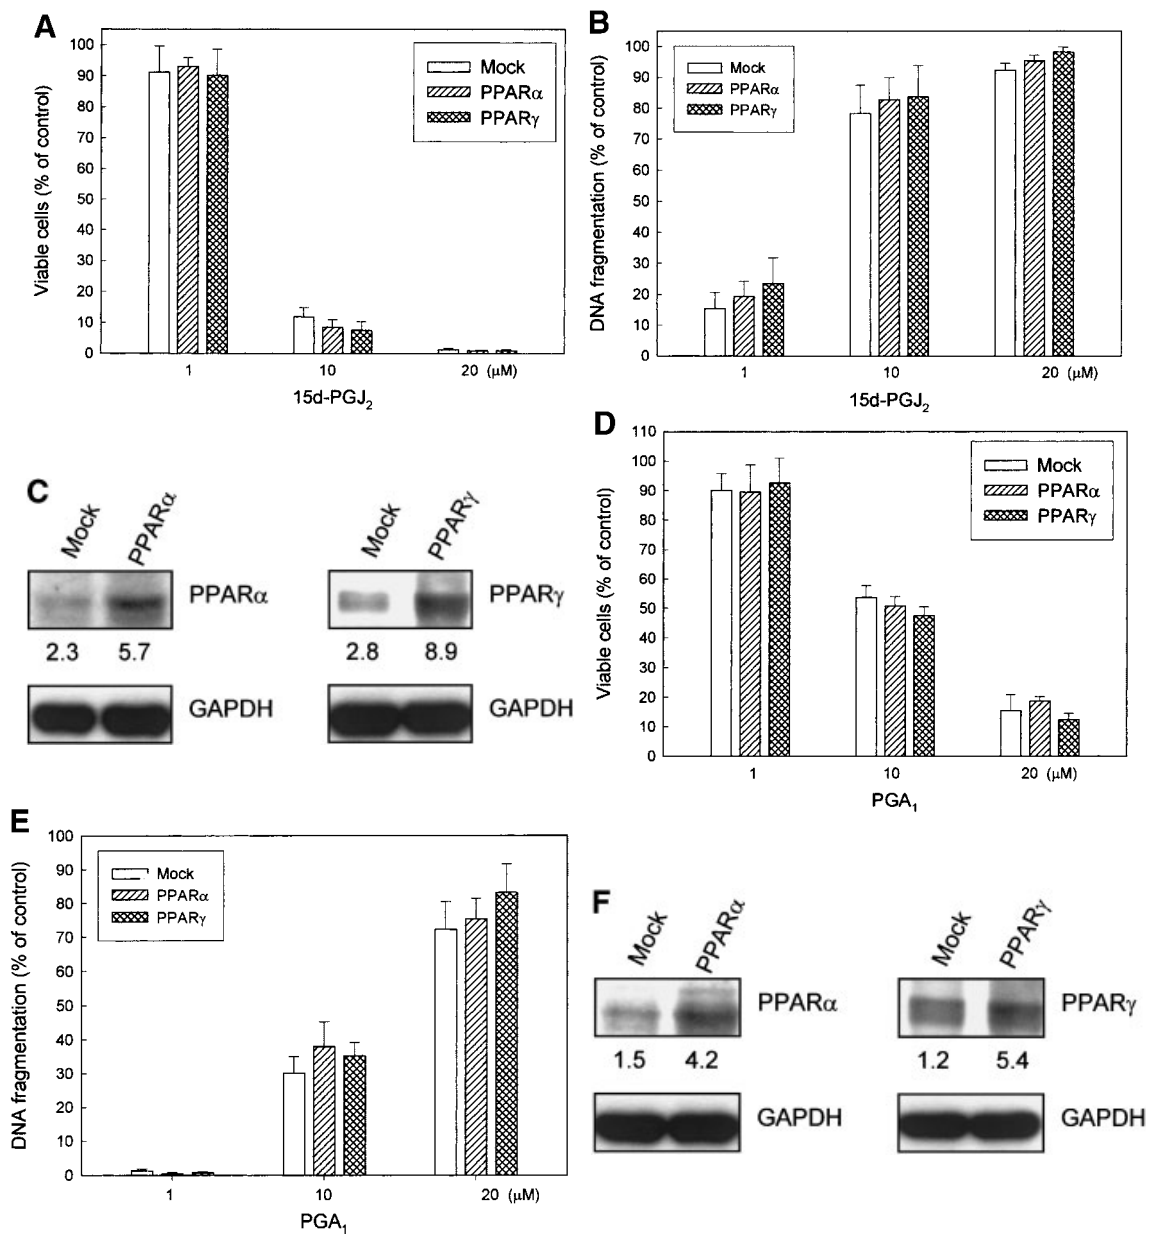 A
Viable cells (% of control)
100
90
80
70
60
50
40
30
20
10
0
Mock
PPARα
PPARγ
1
10
20 (μM)
15d-PGJ2
B
DNA fragmentation (% of control)
100
90
80
70
60
50
40
30
20
10
0
Mock
PPARα
PPARγ
1
10
20 (μM)
15d-PGJ2
C
Mock PPARα
PPARα
2.3 5.7
GAPDH
Mock PPARγ
PPARγ
2.8 8.9
GAPDH
D
Viable cells (% of control)
110
100
90
80
70
60
50
40
30
20
10
0
Mock
PPARα
PPARγ
1
10
20 (μM)
PGA1
E
DNA fragmentation (% of control)
100
90
80
70
60
50
40
30
20
10
0
Mock
PPARα
PPARγ
1
10
20 (μM)
PGA1
F
Mock PPARα
PPARα
1.5 4.2
GAPDH
Mock PPARγ
PPARγ
1.2 5.4
GAPDH